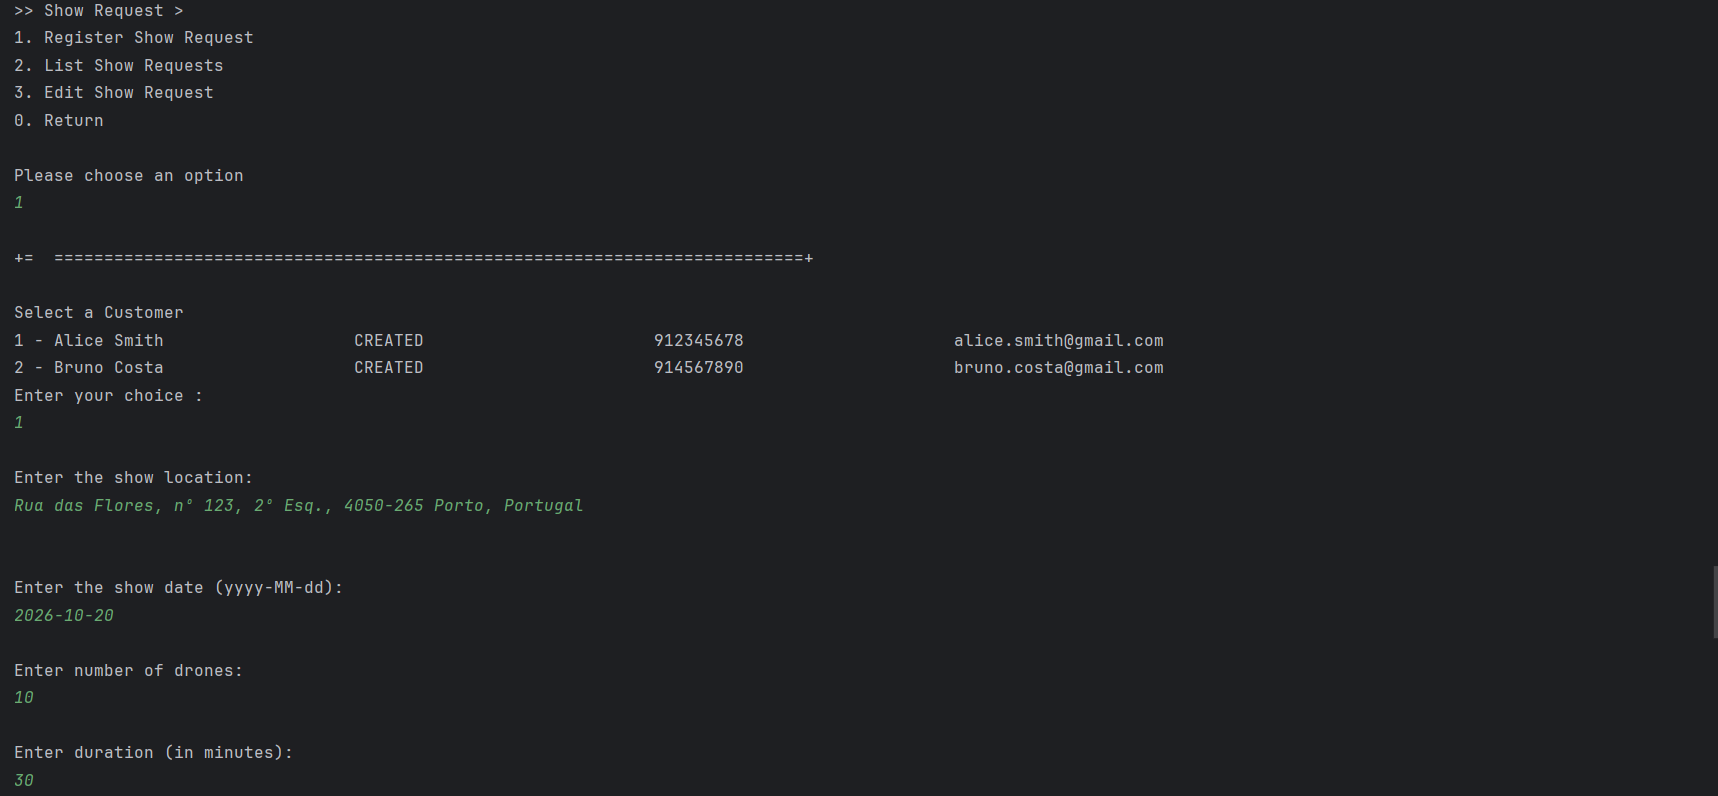 >> Show Request >
1. Register Show Request
2. List Show Requests
3. Edit Show Request
0. Return
Please choose an option
1
+=  ===========================================================================+
Select a Customer
1 - Alice Smith                   CREATED                       912345678                     alice.smith@gmail.com
2 - Bruno Costa                   CREATED                       914567890                     bruno.costa@gmail.com
Enter your choice :
1
Enter the show location:
Rua das Flores, nº 123, 2º Esq., 4050-265 Porto, Portugal
Enter the show date (yyyy-MM-dd):
2026-10-20
Enter number of drones:
10
Enter duration (in minutes):
30